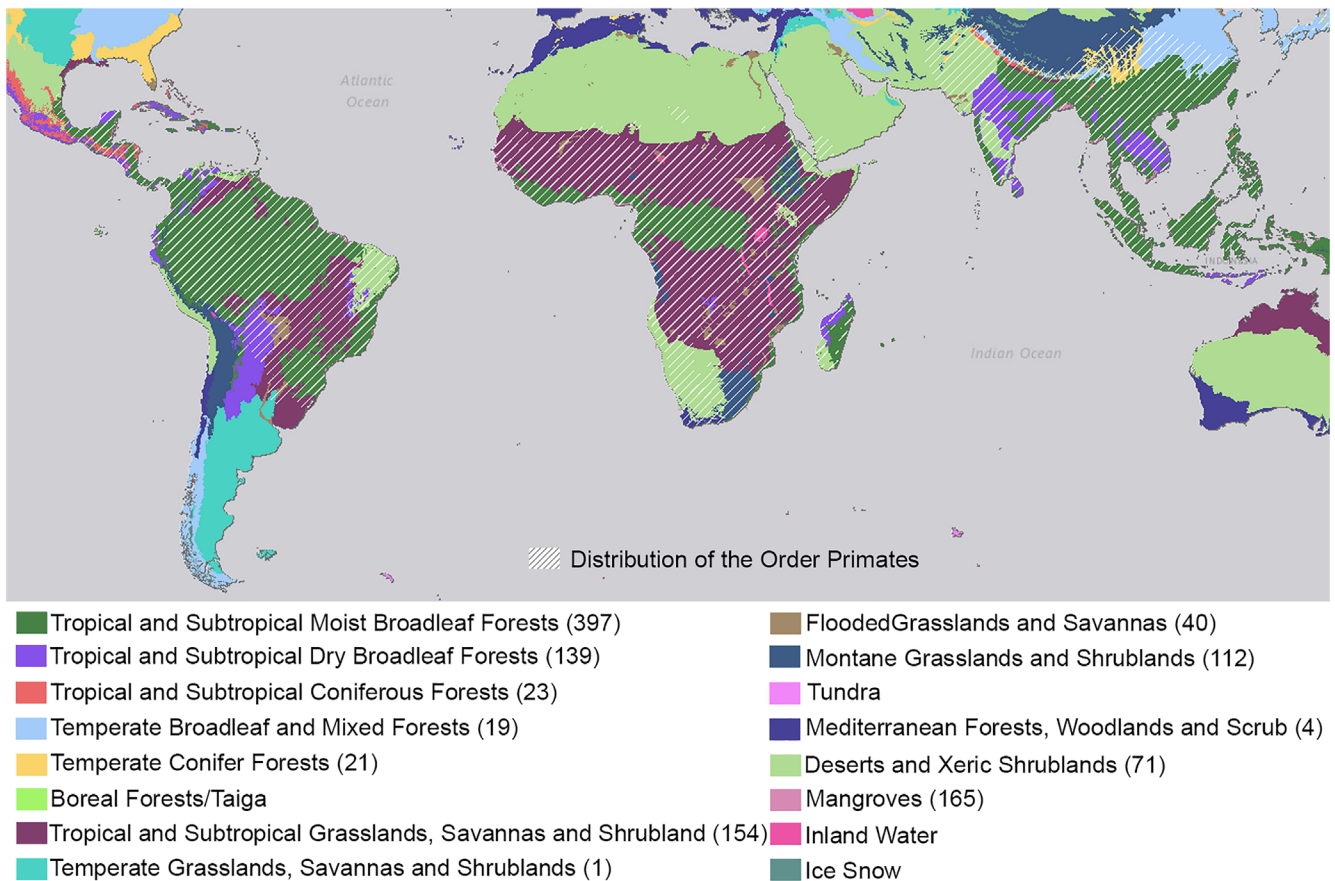 Atlantic
Ocean
INDONESIA
Indian Ocean
Distribution of the Order Primates
Tropical and Subtropical Moist Broadleaf Forests (397)
Tropical and Subtropical Dry Broadleaf Forests (139)
Tropical and Subtropical Coniferous Forests (23)
Temperate Broadleaf and Mixed Forests (19)
Temperate Conifer Forests (21)
Boreal Forests/Taiga
Tropical and Subtropical Grasslands, Savannas and Shrubland (154)
Temperate Grasslands, Savannas and Shrublands (1)
FloodedGrasslands and Savannas (40)
Montane Grasslands and Shrublands (112)
Tundra
Mediterranean Forests, Woodlands and Scrub (4)
Deserts and Xeric Shrublands (71)
Mangroves (165)
Inland Water
Ice Snow